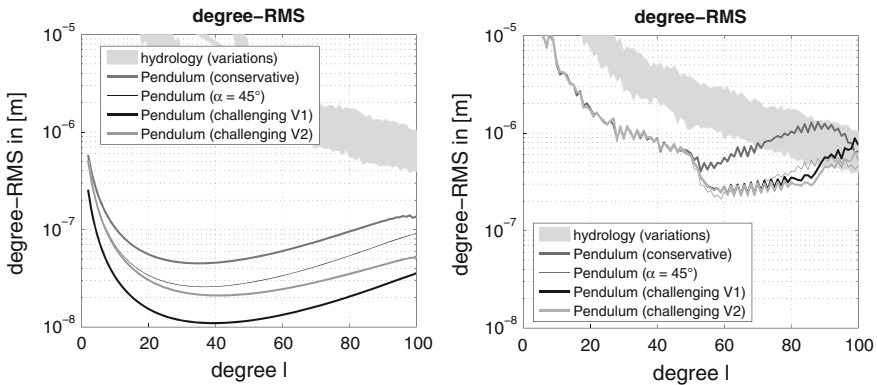 degree−RMS
degree−RMS in [m]
10−5
10−6
10−7
10−8
hydrology (variations)
Pendulum (conservative)
Pendulum (α = 45°)
Pendulum (challenging V1)
Pendulum (challenging V2)
0 20 40 60 80 100
degree l
degree−RMS
degree−RMS in [m]
10−5
10−6
10−7
10−8
hydrology (variations)
Pendulum (conservative)
Pendulum (α = 45°)
Pendulum (challenging V1)
Pendulum (challenging V2)
0 20 40 60 80 100
degree l